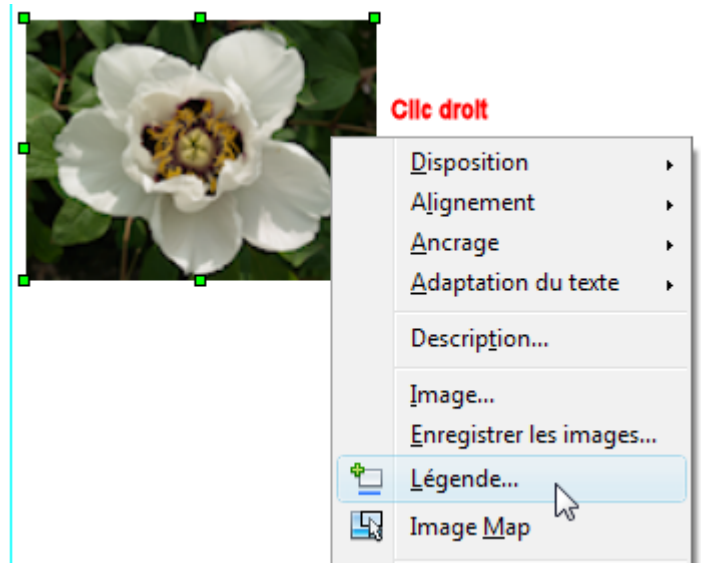 Clic droit
Disposition
Alignement
Ancrage
Adaptation du texte
Description...
Image...
Enregistrer les images...
Légende...
Image Map